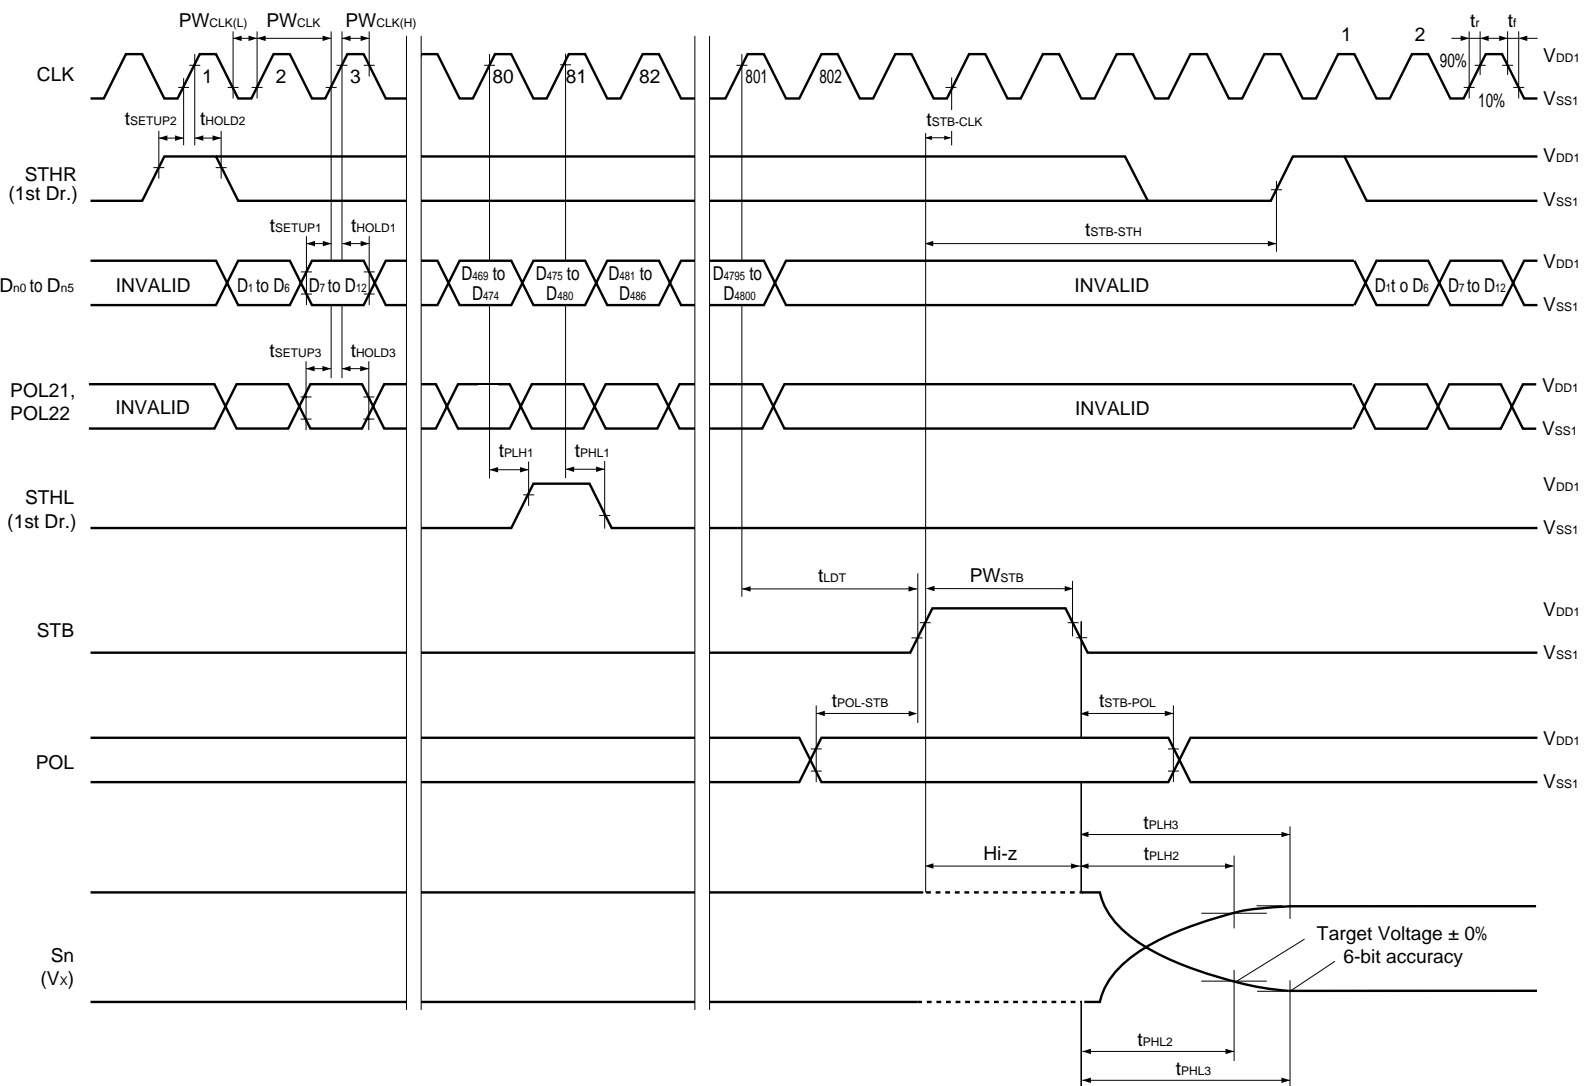 PWCLK(L) PWCLK PWCLK(H) 1 2 tr tf
CLK 1 2 3 80 81 82 801 802 90% 10% VDD1
VSS1
tSETUP2 tHOLD2 tSTB-CLK
STHR
(1st Dr.)
VDD1
VSS1
tSETUP1 tHOLD1 tSTB-STH
Dn0 to Dn5 INVALID D1 to D6 D7 to D12 D469 to D474 D475 to D480 D481 to D486 D4795 to D4800 INVALID D1t o D6 D7 to D12
VDD1
VSS1
tSETUP3 tHOLD3
POL21,
POL22
INVALID INVALID
VDD1
VSS1
tPLH1 tPHL1
STHL
(1st Dr.)
VDD1
VSS1
tLDT PWSTB
STB
VDD1
VSS1
tPOL-STB tSTB-POL
POL
VDD1
VSS1
tPLH3
Hi-z tPLH2
Sn
(VX)
Target Voltage ± 0%
6-bit accuracy
tPHL2
tPHL3